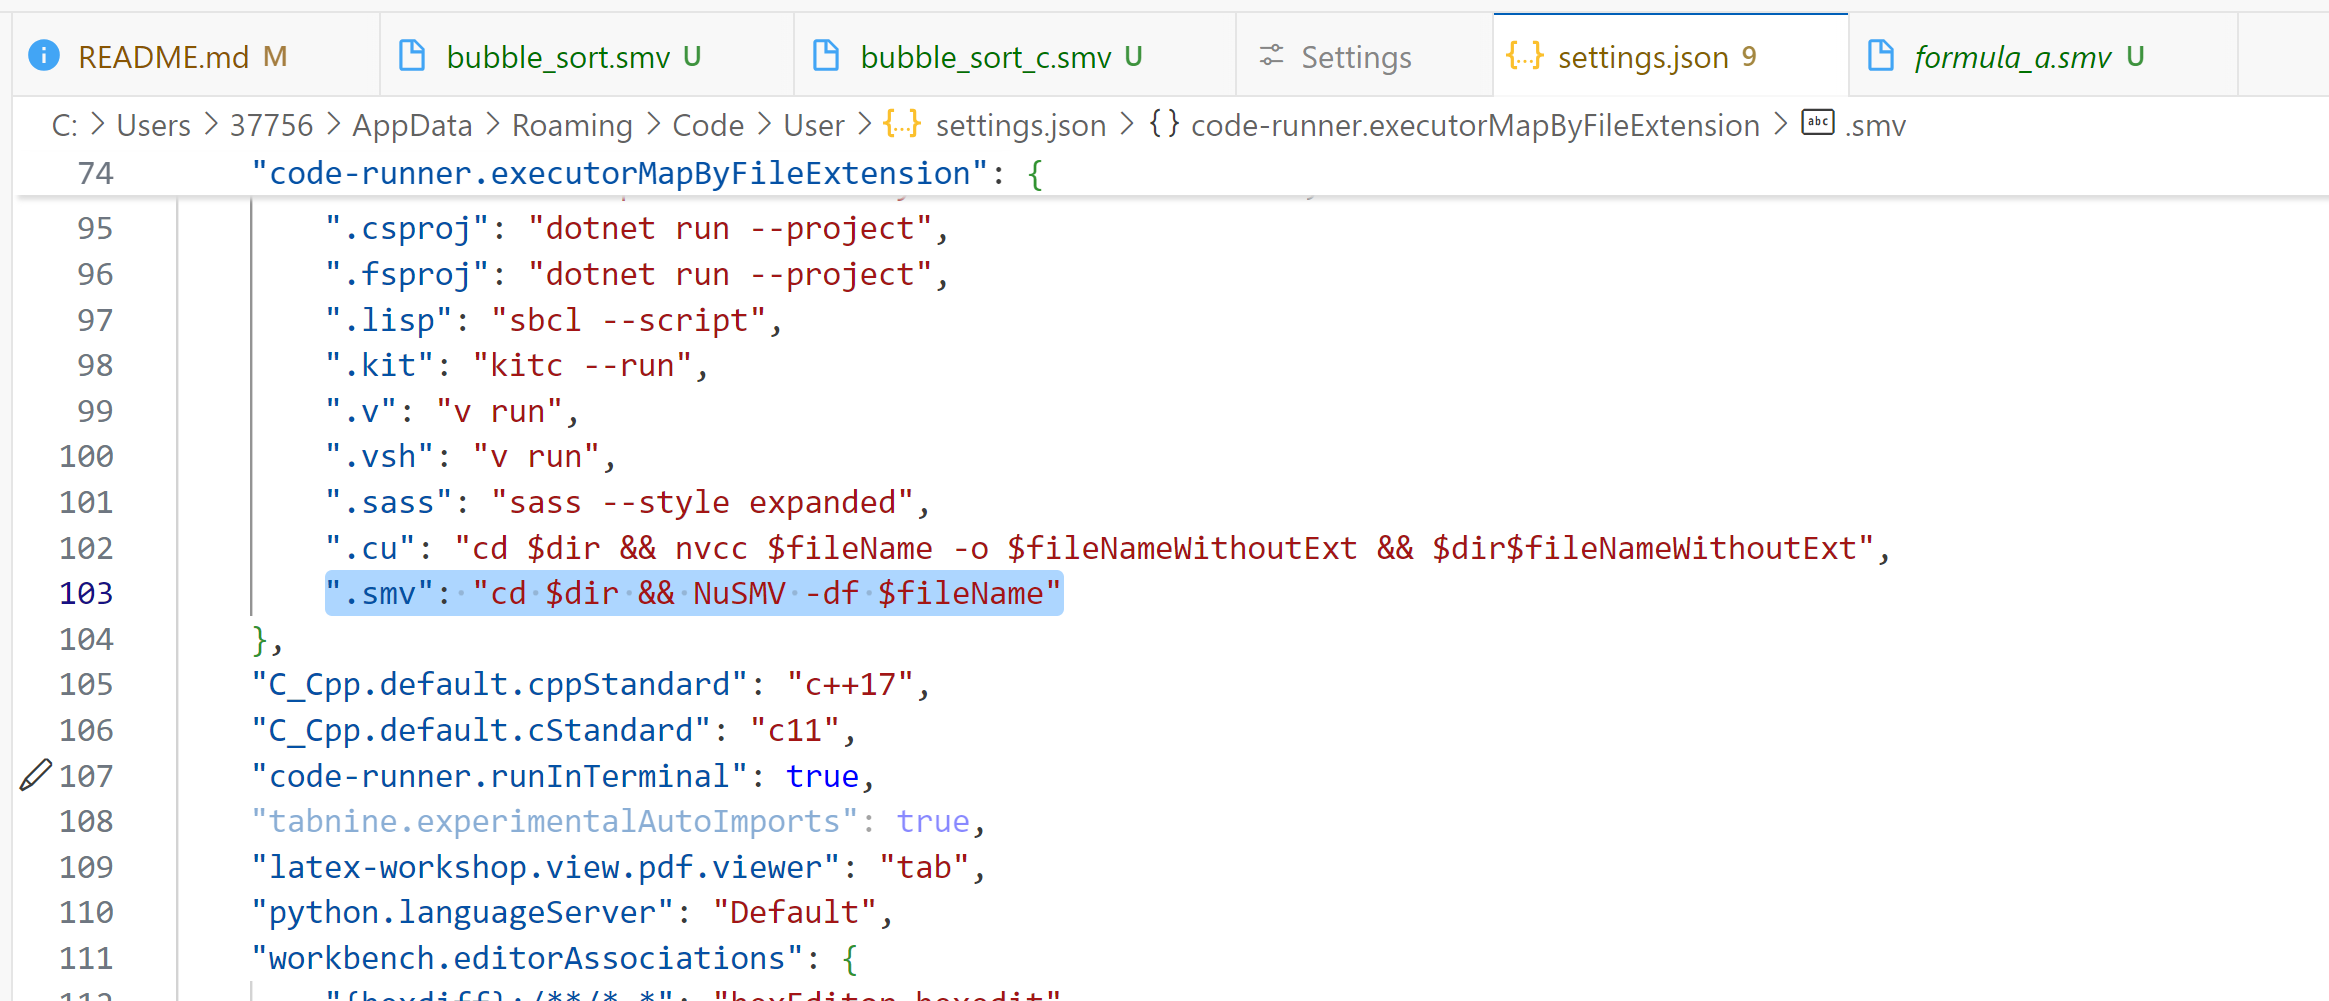 README.md M bubble_sort.smv U bubble_sort_c.smv U Settings settings.json 9 formula_a.smv U
C: > Users > 37756 > AppData > Roaming > Code > User > {...} settings.json > {} code-runner.executorMapByFileExtension > abc .smv
74 "code-runner.executorMapByFileExtension": {
95 ".csproj": "dotnet run --project",
96 ".fsproj": "dotnet run --project",
97 ".lisp": "sbcl --script",
98 ".kit": "kitc --run",
99 ".v": "v run",
100 ".vsh": "v run",
101 ".sass": "sass --style expanded",
102 ".cu": "cd $dir && nvcc $fileName -o $fileNameWithoutExt && $dir$fileNameWithoutExt",
103 ".smv": "cd $dir && NuSMV -df $fileName"
104 },
105 "C_Cpp.default.cppStandard": "c++17",
106 "C_Cpp.default.cStandard": "c11",
107 "code-runner.runInTerminal": true,
108 "tabnine.experimentalAutoImports": true,
109 "latex-workshop.view.pdf.viewer": "tab",
110 "python.languageServer": "Default",
111 "workbench.editorAssociations": {
112 "{hexdiff}:/**/*.*": "hexEditor.hexedit"